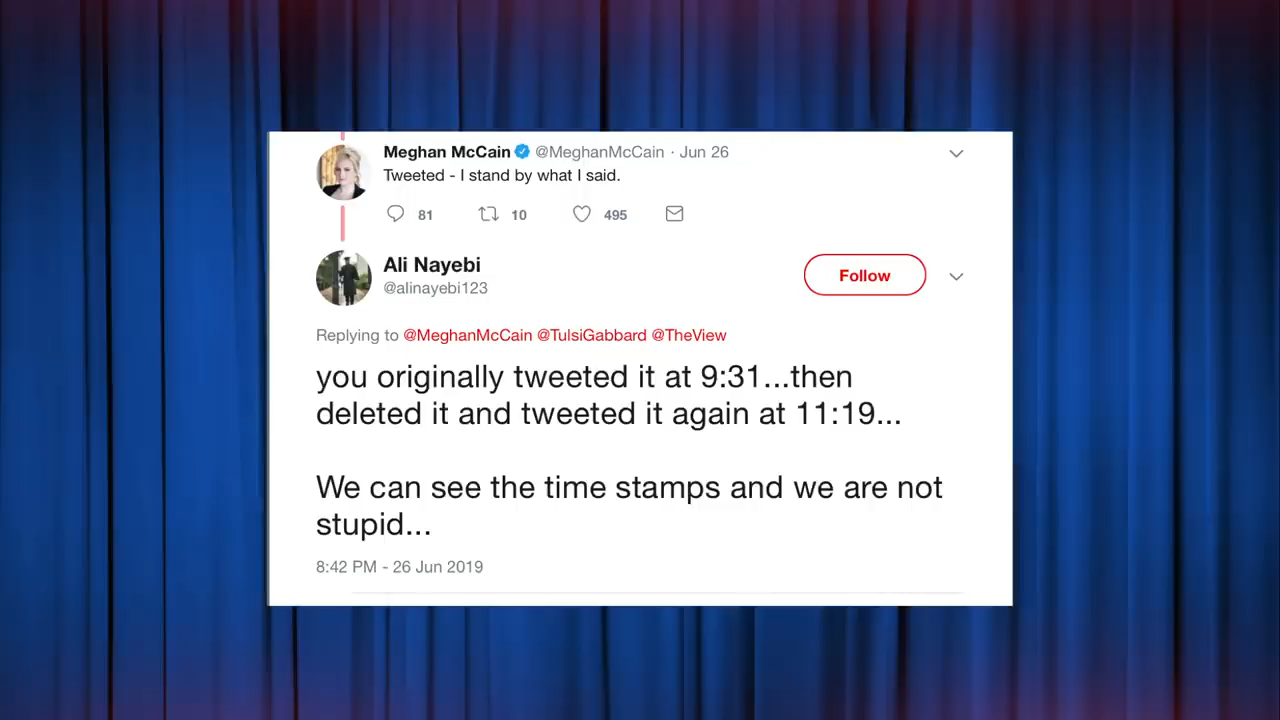 Meghan McCain @MeghanMcCain · Jun 26
Tweeted - I stand by what I said.
81 10 495
Ali Nayebi
@alinayebi123
Follow
Replying to @MeghanMcCain @TulsiGabbard @TheView
you originally tweeted it at 9:31...then
deleted it and tweeted it again at 11:19...
We can see the time stamps and we are not
stupid...
8:42 PM - 26 Jun 2019